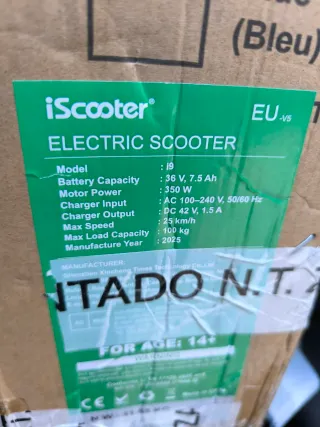 (Bleu)
iScooter®
EU -V5
ELECTRIC SCOOTER
Model : I9
Battery Capacity : 36 V, 7.5 Ah
Motor Power : 350 W
Charger Input : AC 100–240 V, 50/60 Hz
Charger Output : DC 42 V, 1.5 A
Max Speed : 25 km/h
Max Load Capacity : 100 kg
Manufacture Year : 2025
MANUFACTURER:
NTADO N.T.
FOR AGE: 14+
WARNING
CE